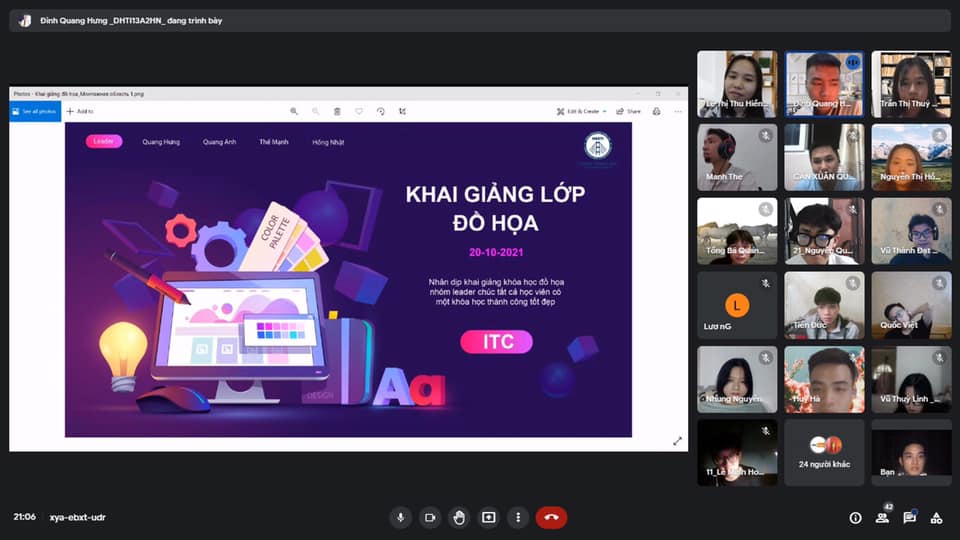 Đinh Quang Hưng _DHTI13A2HN_ đang trình bày
Photos - Khai giảng đồ họa_Монтажная область 1.png
See all photos
Add to
Edit & Create
Share
Leader
Quang Hưng
Quang Anh
Thế Mạnh
Hồng Nhật
KHAI GIẢNG LỚP
ĐỒ HỌA
20-10-2021
Nhân dịp khai giảng khóa học đồ họa
nhóm leader chúc tất cả học viên có
một khóa học thành công tốt đẹp
ITC
COLOR
PALETTE
DESIGN
Aa
Lê Thị Thu Hiền...
Đinh Quang H...
Trần Thị Thuý ...
Manh The
CẤN XUÂN QU...
Nguyễn Thị Hồ...
Tống Bá Quân...
21_Nguyễn Qu...
Vũ Thành Đạt ...
L
Lươ nG
Tiến Đức
Quốc Việt
Nhung Nguyễn
Huy Hà
Vũ Thuỳ Linh _...
11_Lê Minh Ho...
24 người khác
Bạn
21:06
xya-ebxt-udr
42